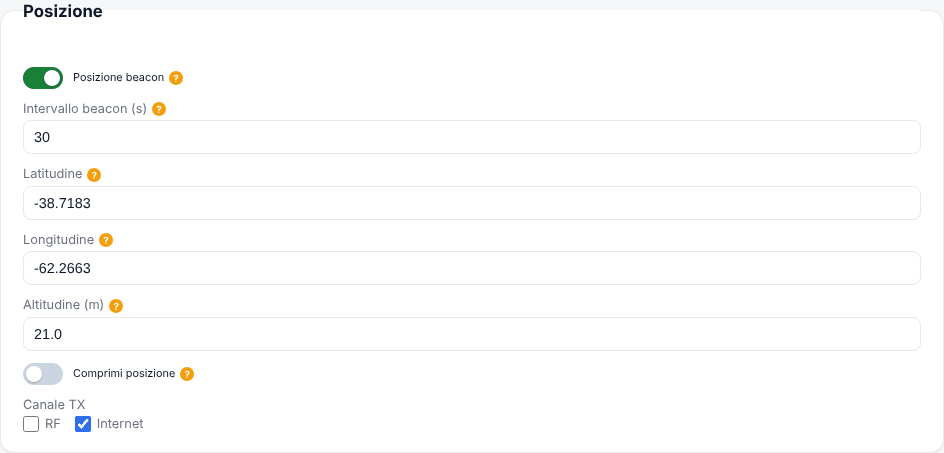 Posizione
Posizione beacon ?
Intervallo beacon (s) ?
30
Latitudine ?
-38.7183
Longitudine ?
-62.2663
Altitudine (m) ?
21.0
Comprimi posizione ?
Canale TX
RF Internet